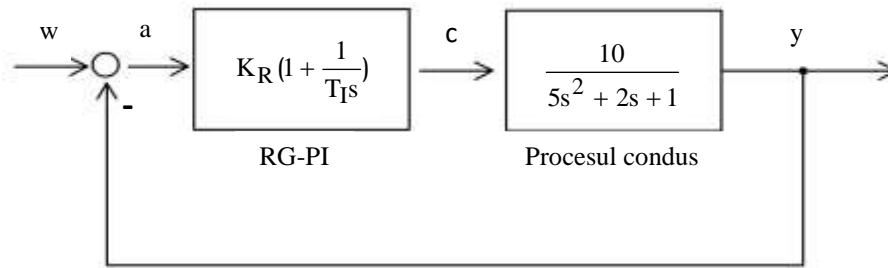 w
a
K_R (1 + 1/(T_I s))
c
10/(5s^2 + 2s + 1)
y
-
RG-PI
Procesul condus